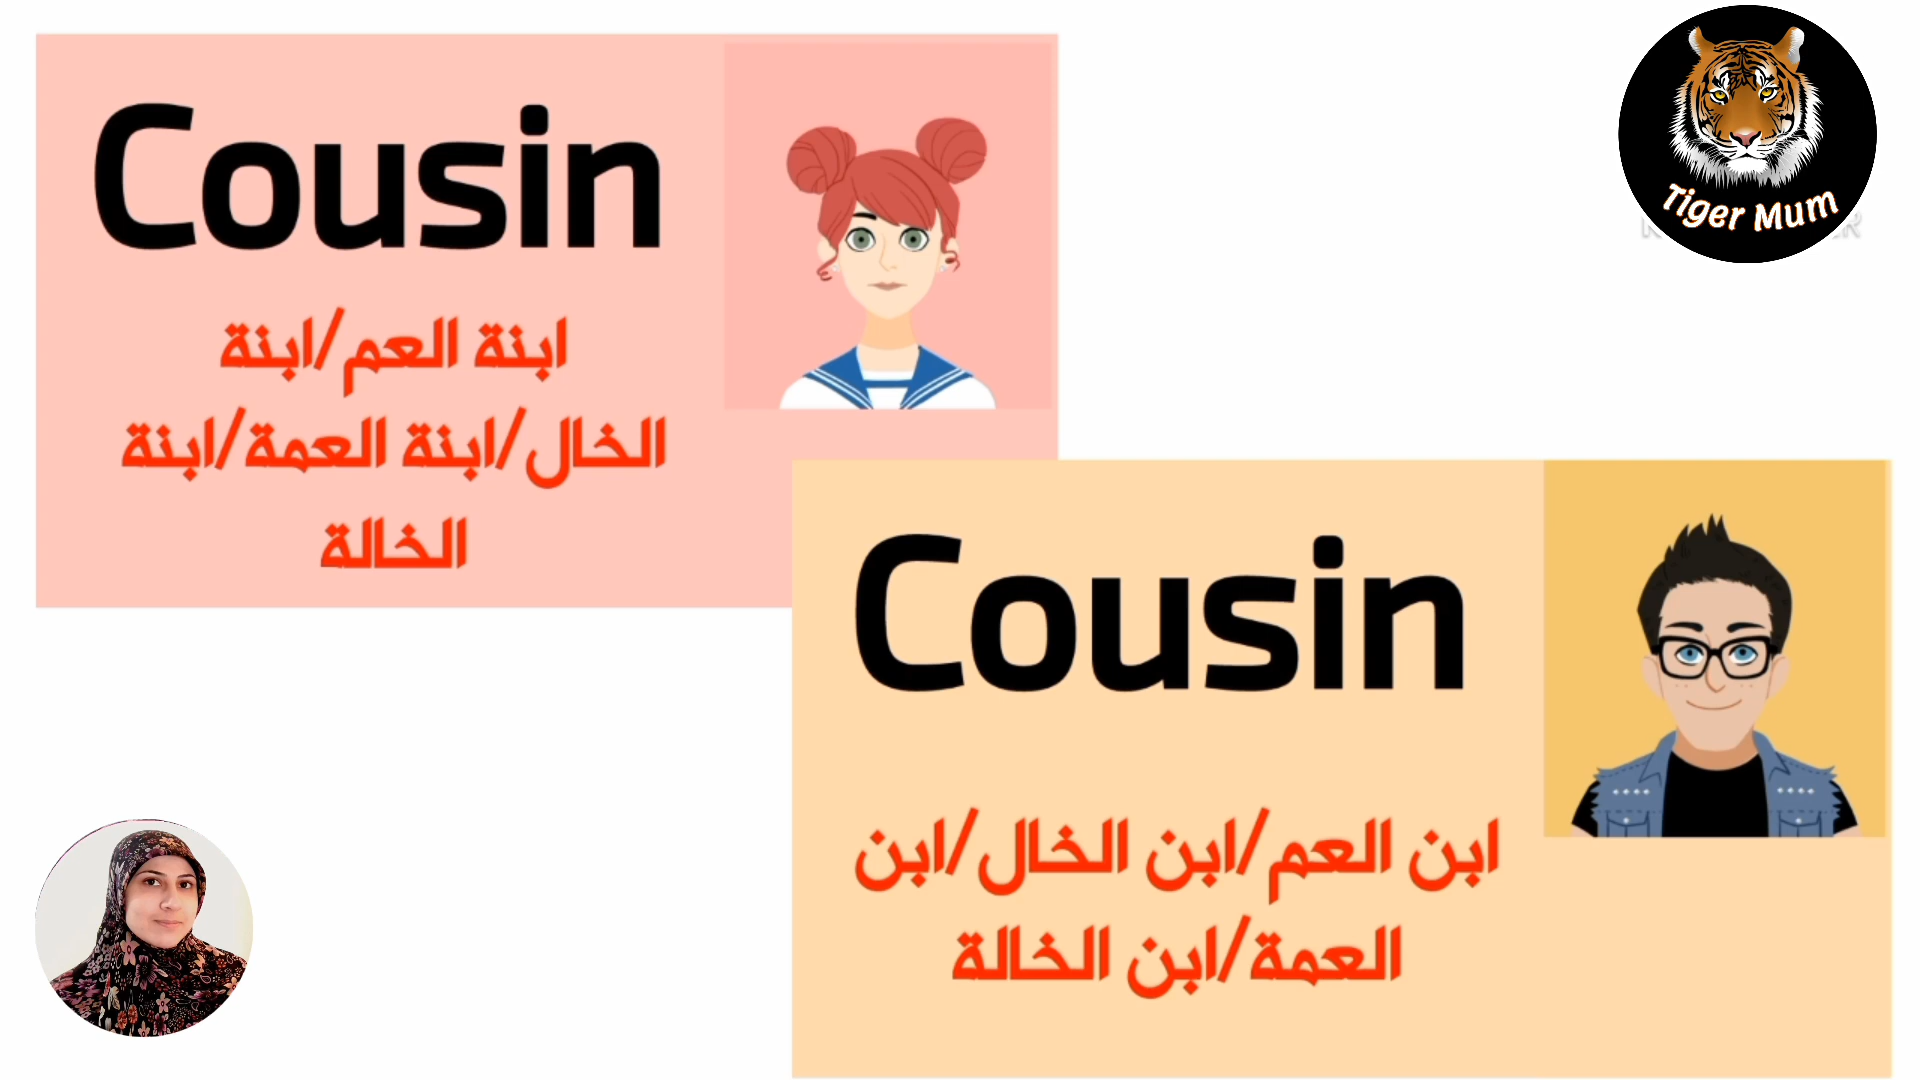 Cousin
ابنة العم/ابنة
الخال/ابنة العمة/ابنة
الخالة
Tiger Mum
Cousin
ابن العم/ابن الخال/ابن
العمة/ابن الخالة